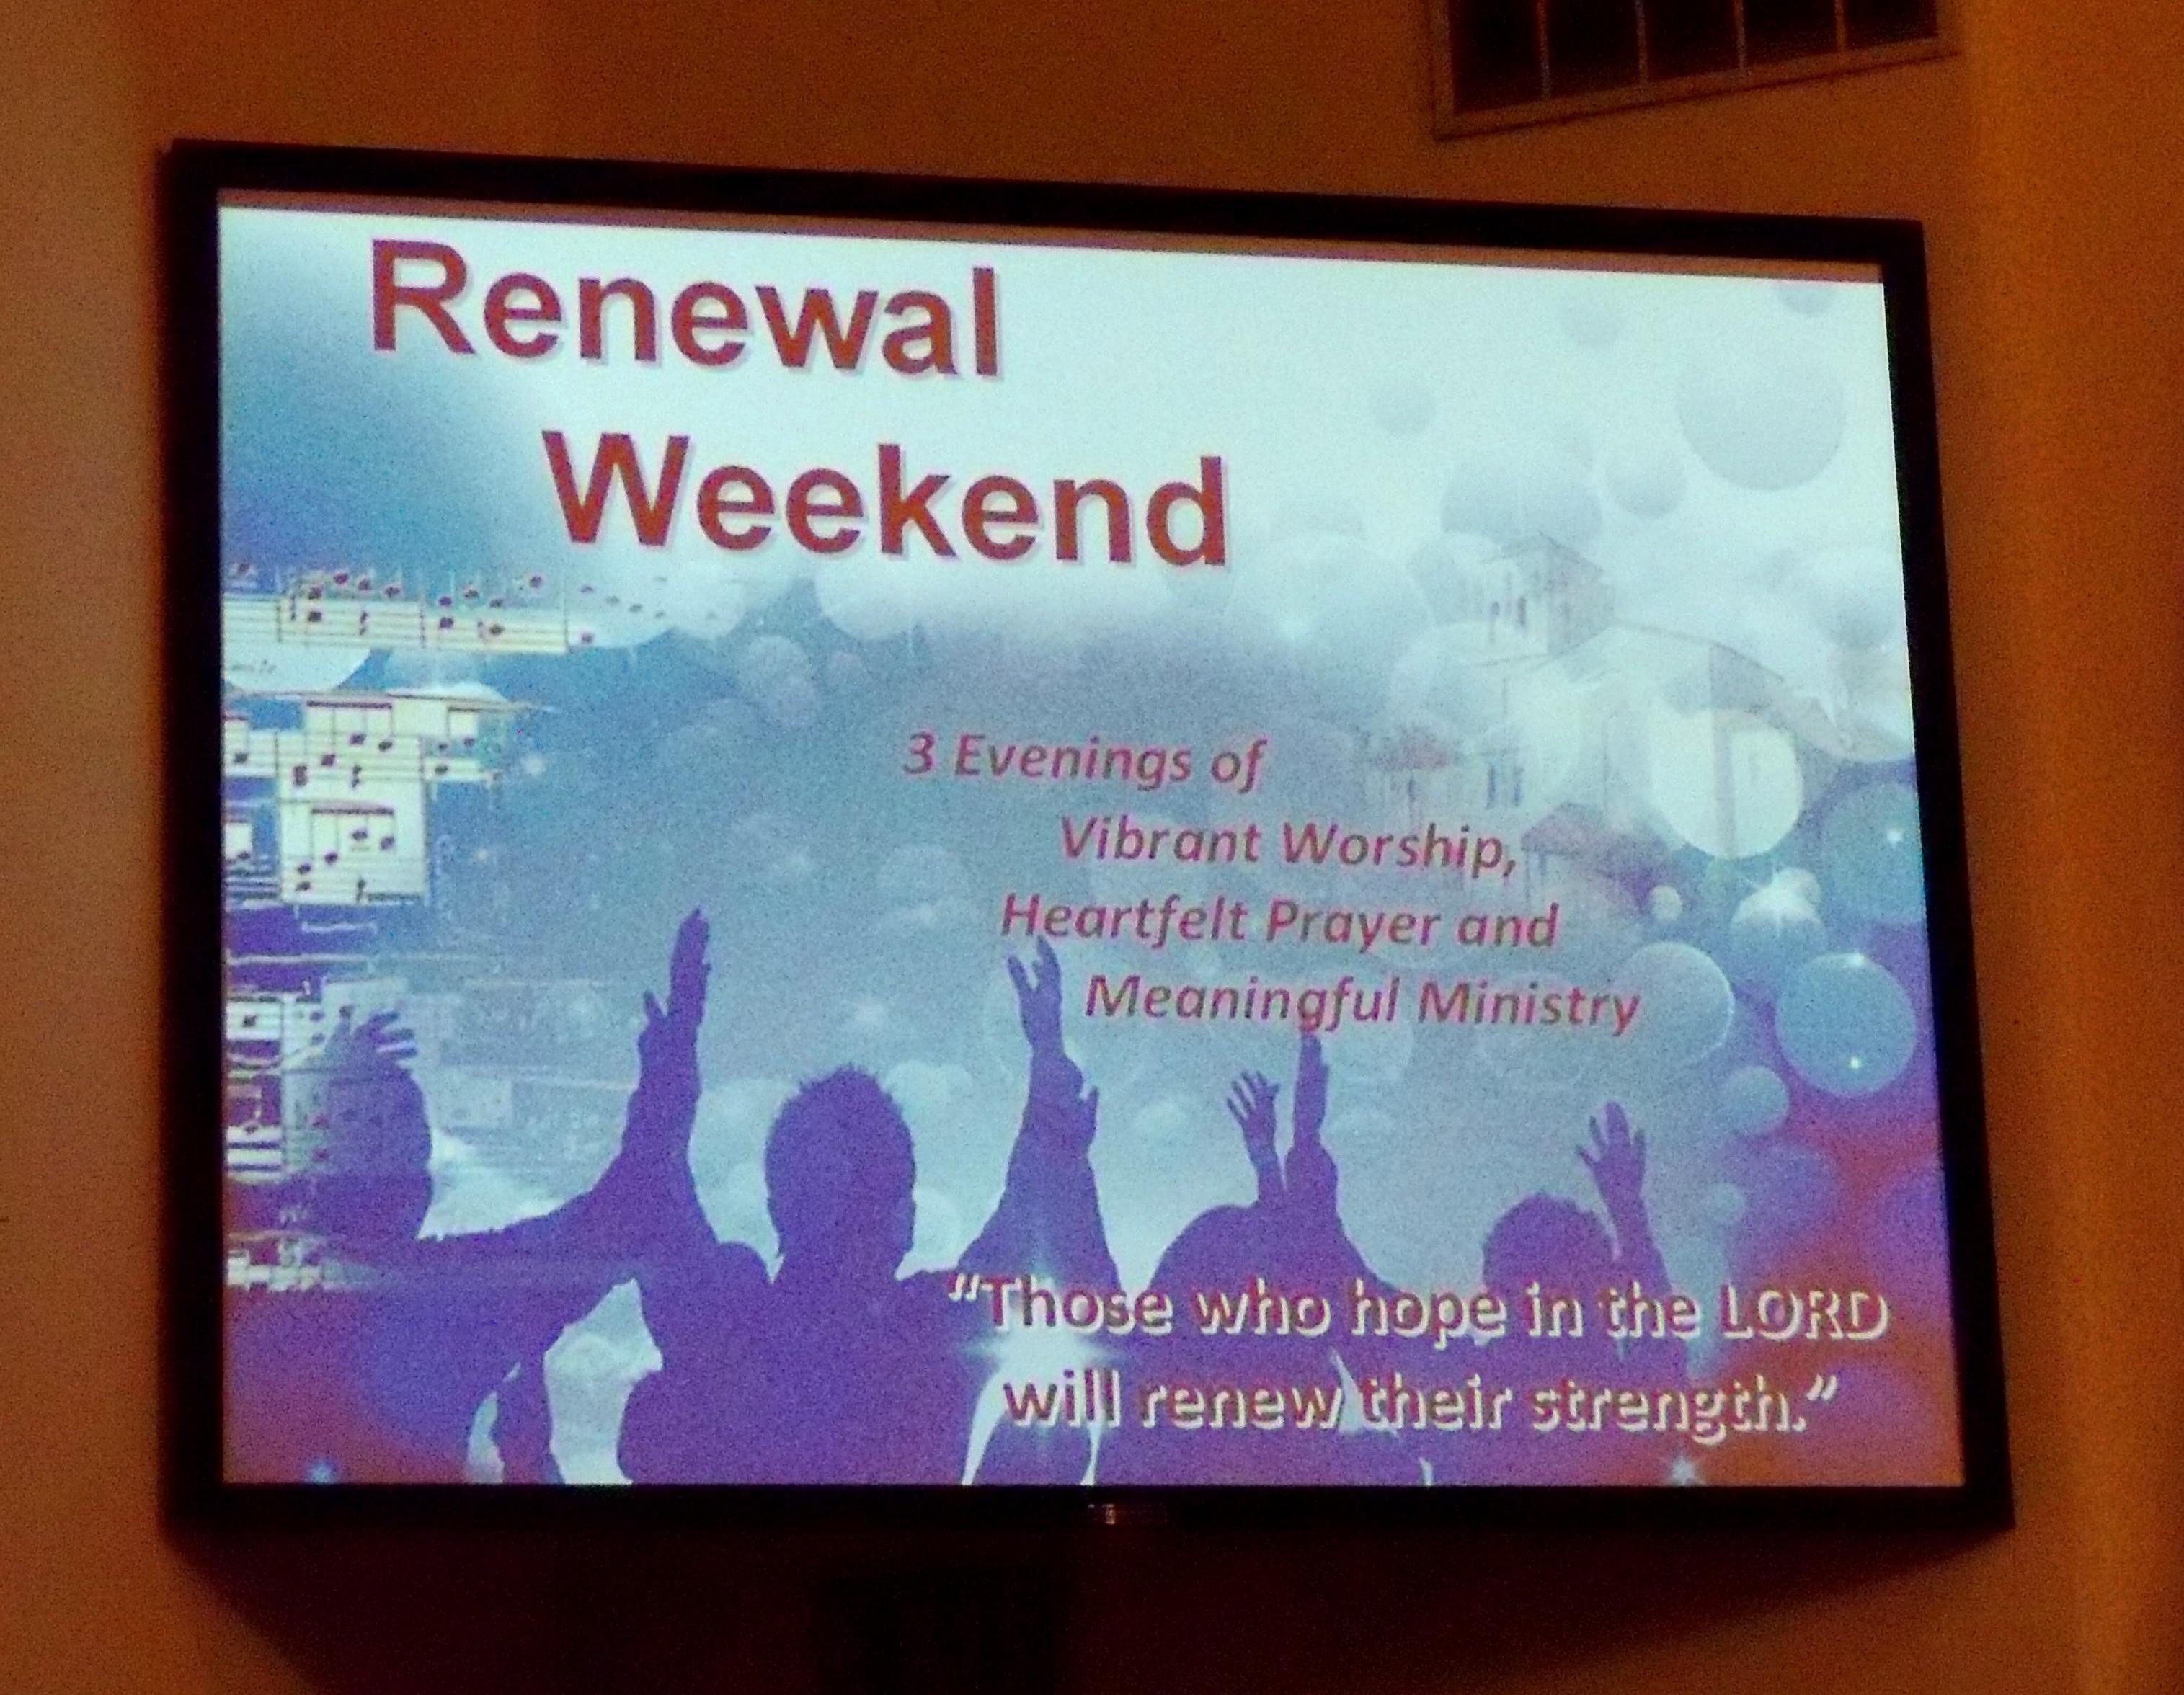 Renewal
Weekend
3 Evenings of
Vibrant Worship,
Heartfelt Prayer and
Meaningful Ministry
“Those who hope in the LORD
will renew their strength.”